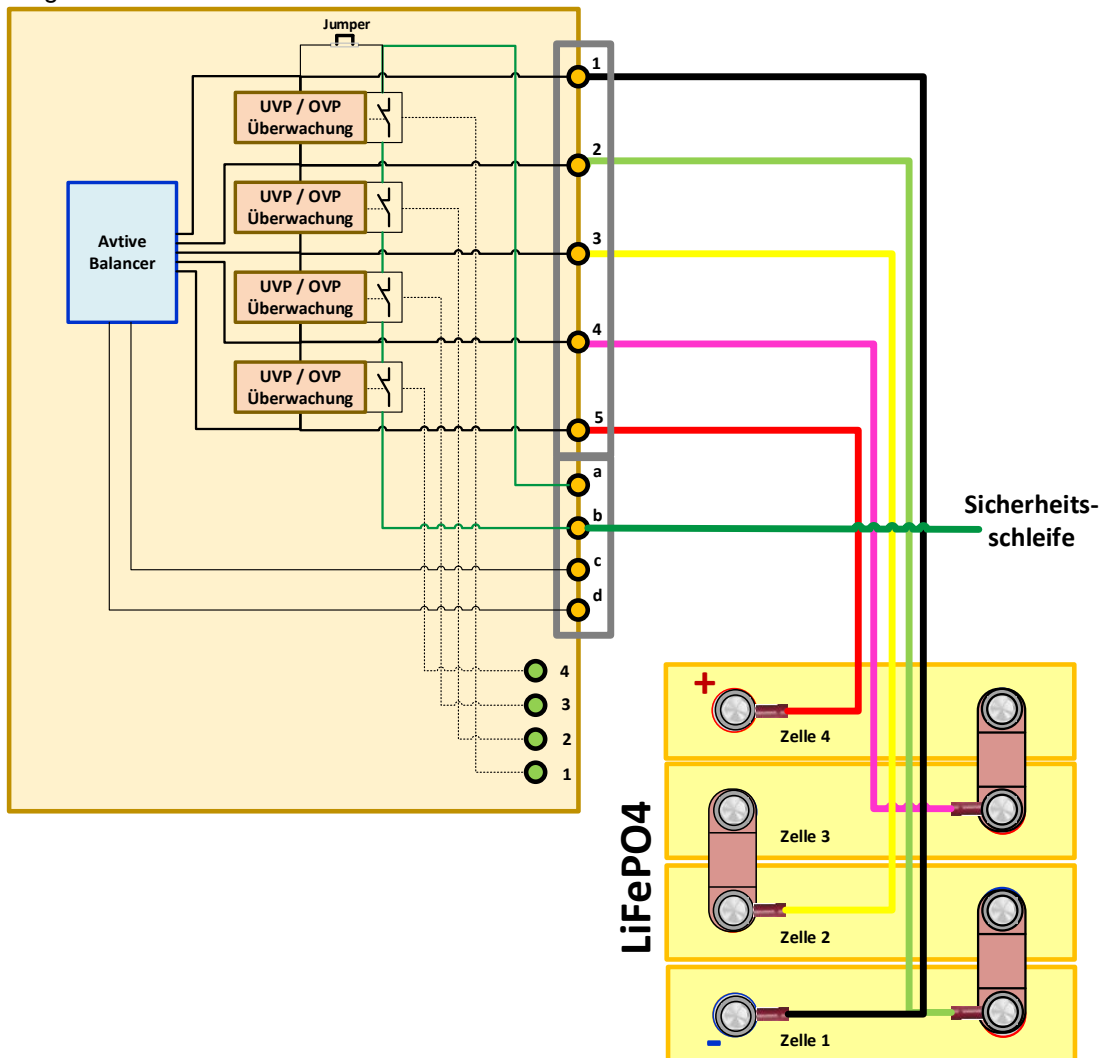 Jumper
1
UVP / OVP
Überwachung
2
UVP / OVP
Überwachung
Avtive
Balancer
3
UVP / OVP
Überwachung
4
UVP / OVP
Überwachung
5
a
b
Sicherheits-
schleife
c
d
4
3
2
1
+
Zelle 4
Zelle 3
LiFePO4
Zelle 2
Zelle 1
-